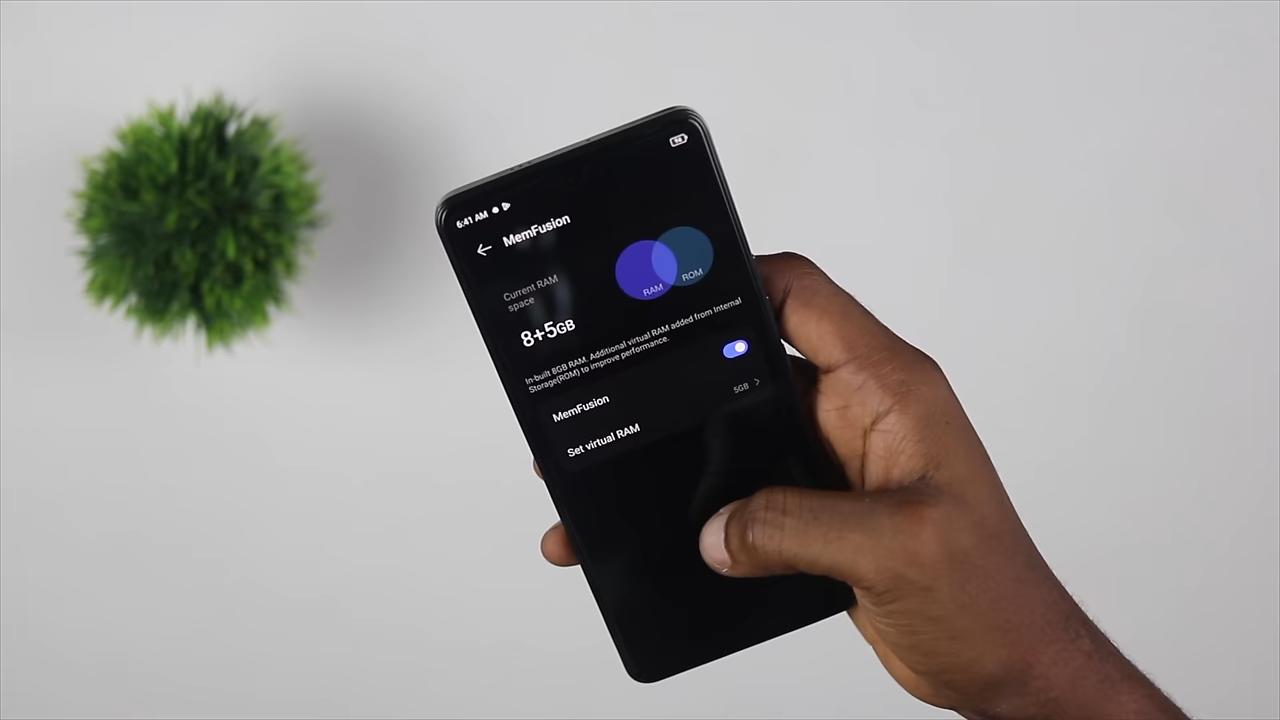 6:41 AM
MemFusion
Current RAM
space
8+5GB
RAM
ROM
In-built 8GB RAM. Additional virtual RAM added from Internal
Storage(ROM) to improve performance.
MemFusion
Set virtual RAM
5GB